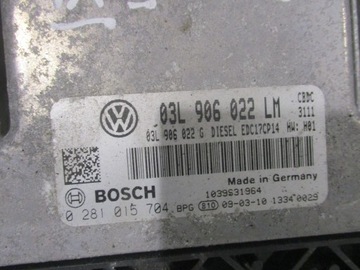 03L 906 022 LM
CBDC
3111
03L 906 022 G DIESEL EDC17CP14 HW: H01
Made in Germany
BOSCH
1039S31964
0 281 015 704 BPG 610 09-03-10 1334 0025